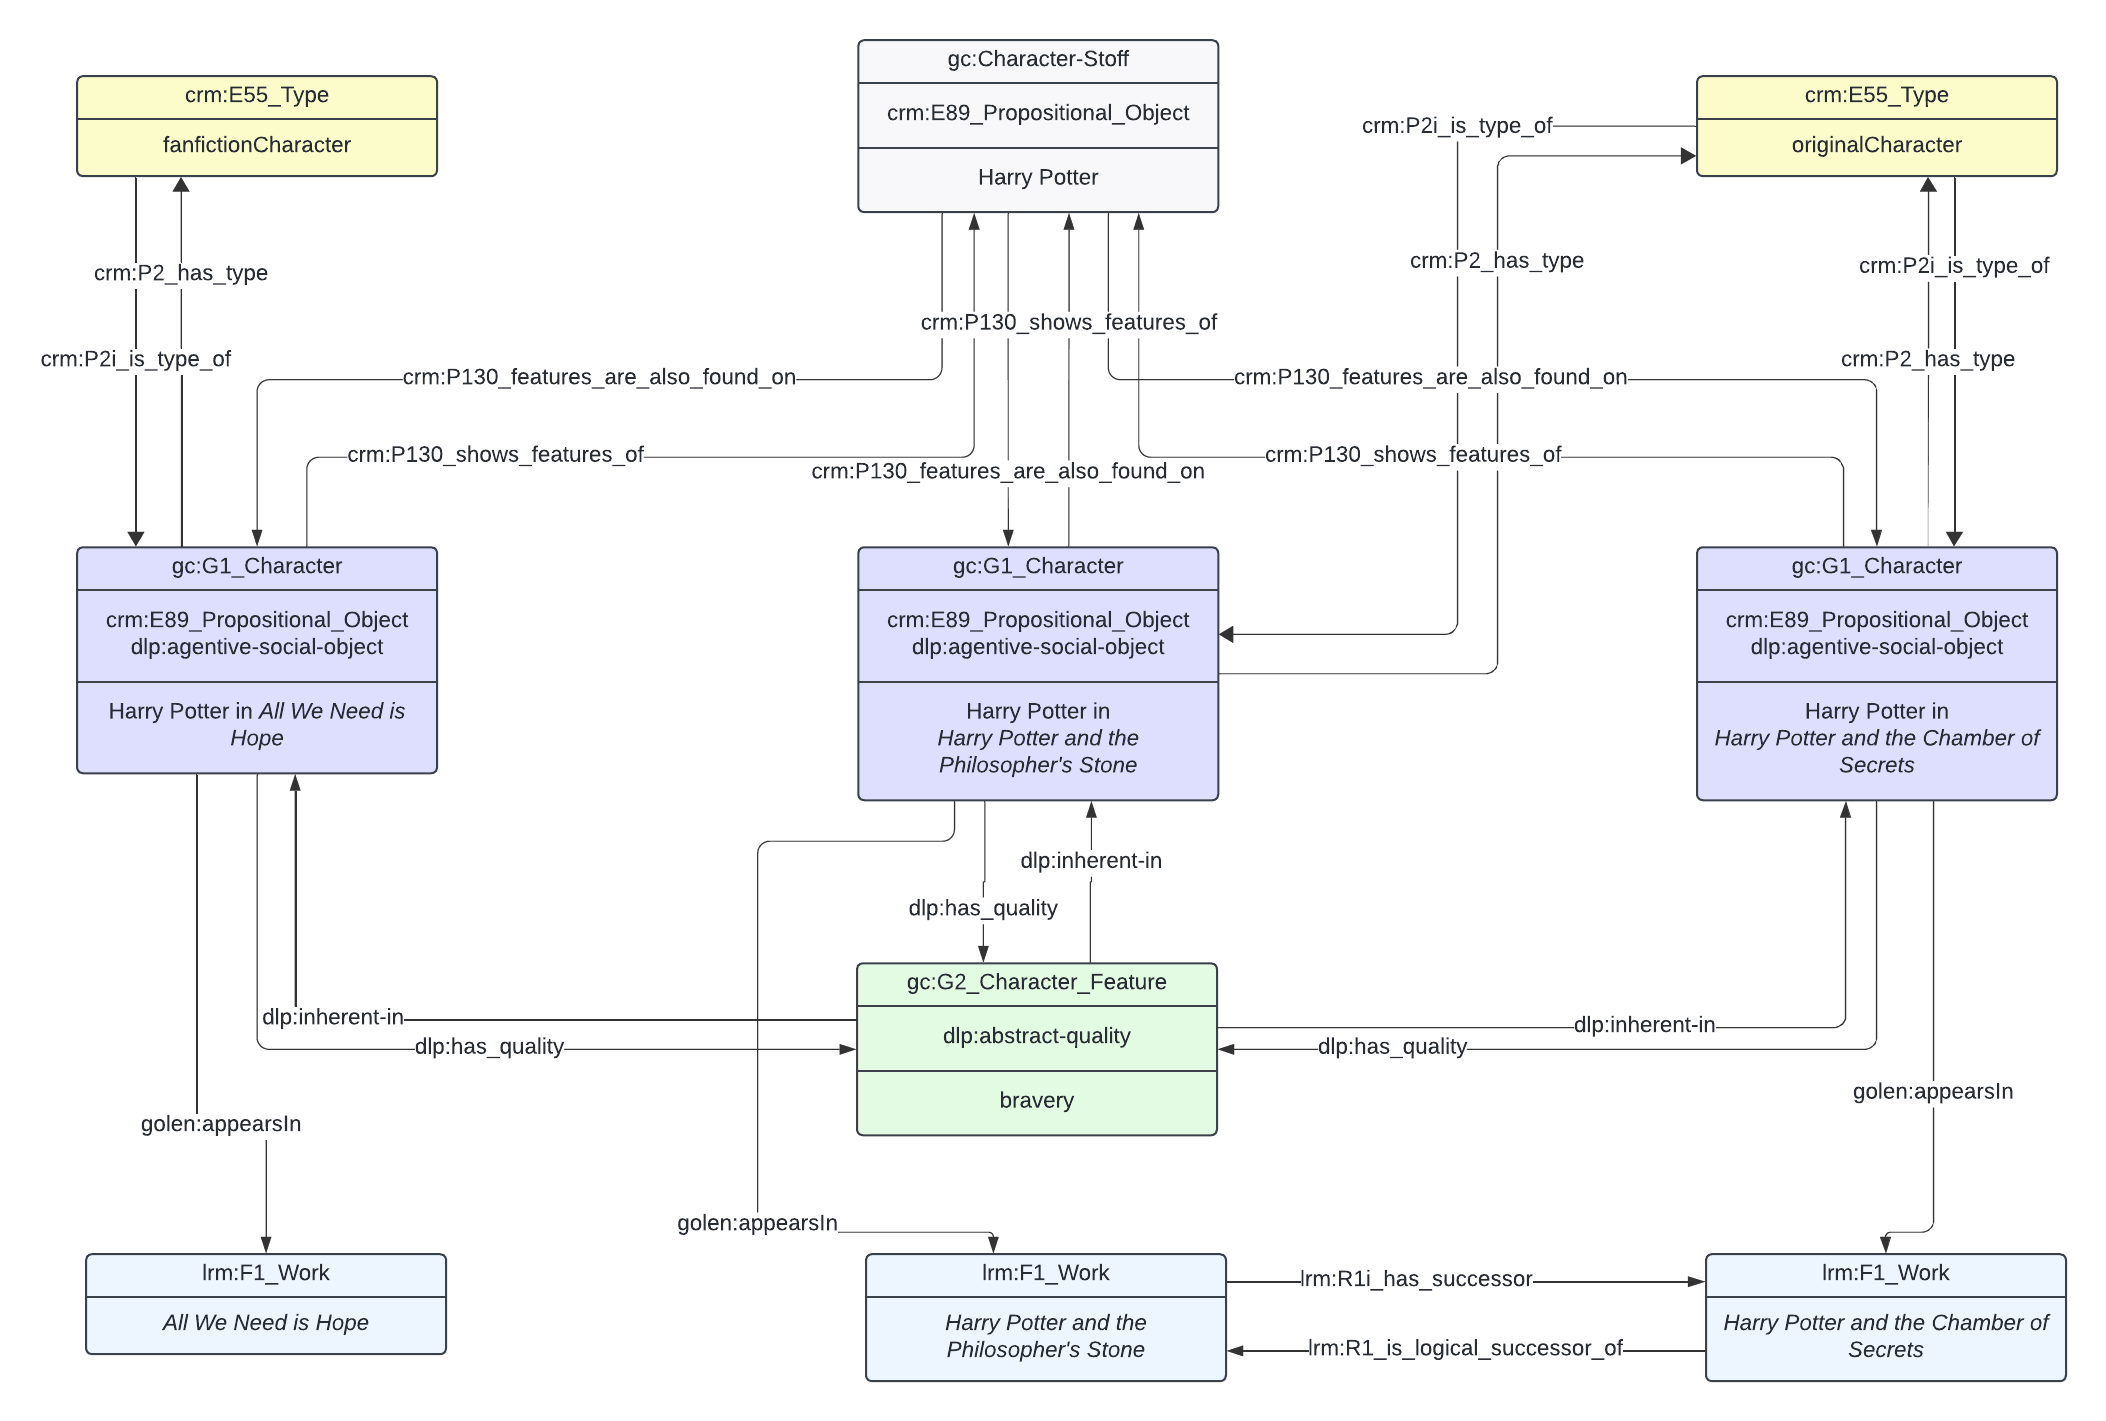 gc:Character-Stoff
crm:E89_Propositional_Object
Harry Potter
crm:E55_Type
fanfictionCharacter
crm:E55_Type
originalCharacter
crm:P2i_is_type_of
crm:P2_has_type
crm:P2_has_type
crm:P2i_is_type_of
crm:P130_shows_features_of
crm:P2i_is_type_of
crm:P2_has_type
crm:P130_features_are_also_found_on
crm:P130_features_are_also_found_on
crm:P130_shows_features_of
crm:P130_features_are_also_found_on
crm:P130_shows_features_of
gc:G1_Character
crm:E89_Propositional_Object
dlp:agentive-social-object
Harry Potter in All We Need is
Hope
gc:G1_Character
crm:E89_Propositional_Object
dlp:agentive-social-object
Harry Potter in
Harry Potter and the
Philosopher's Stone
gc:G1_Character
crm:E89_Propositional_Object
dlp:agentive-social-object
Harry Potter in
Harry Potter and the Chamber of
Secrets
dlp:inherent-in
dlp:has_quality
gc:G2_Character_Feature
dlp:abstract-quality
bravery
dlp:inherent-in
dlp:has_quality
dlp:inherent-in
dlp:has_quality
golen:appearsIn
golen:appearsIn
golen:appearsIn
lrm:F1_Work
All We Need is Hope
lrm:F1_Work
Harry Potter and the
Philosopher's Stone
lrm:R1i_has_successor
lrm:R1_is_logical_successor_of
lrm:F1_Work
Harry Potter and the Chamber of
Secrets